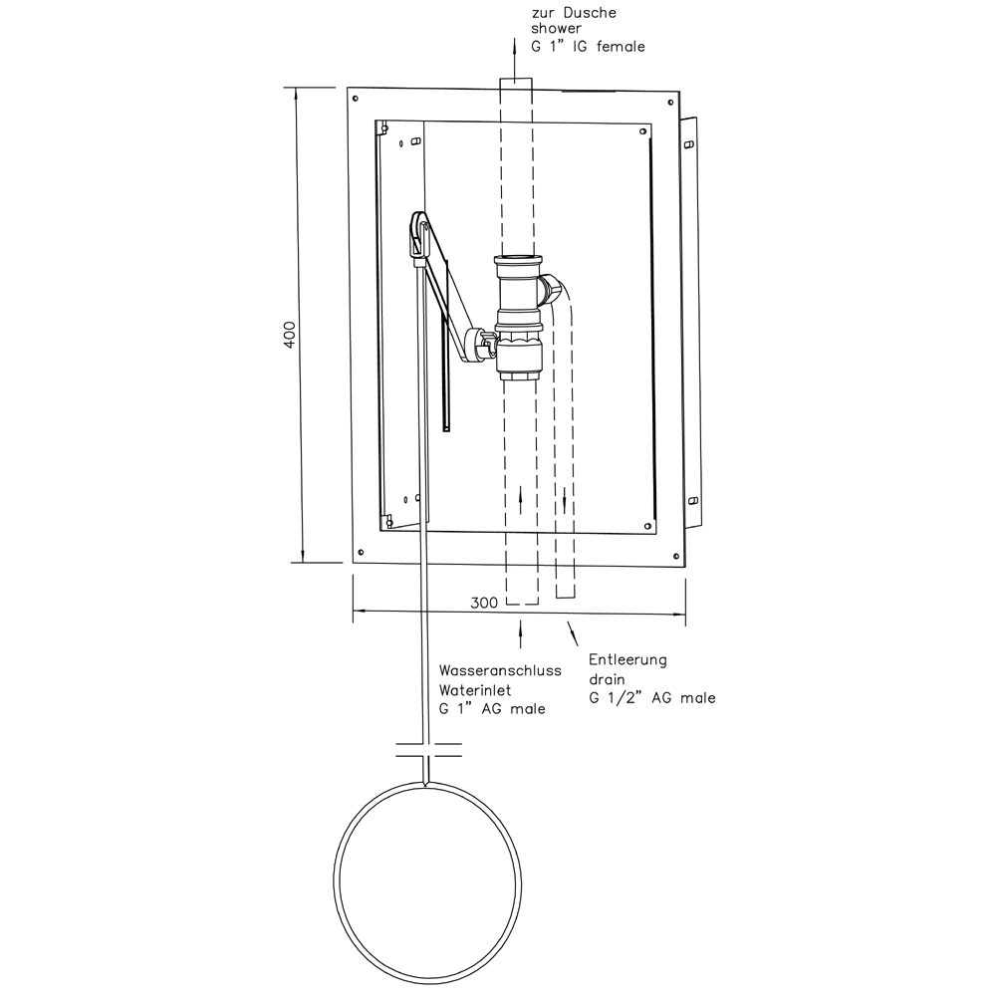 zur Dusche
shower
G 1” IG female
400
300
Wasseranschluss
Waterinlet
G 1” AG male
Entleerung
drain
G 1/2” AG male